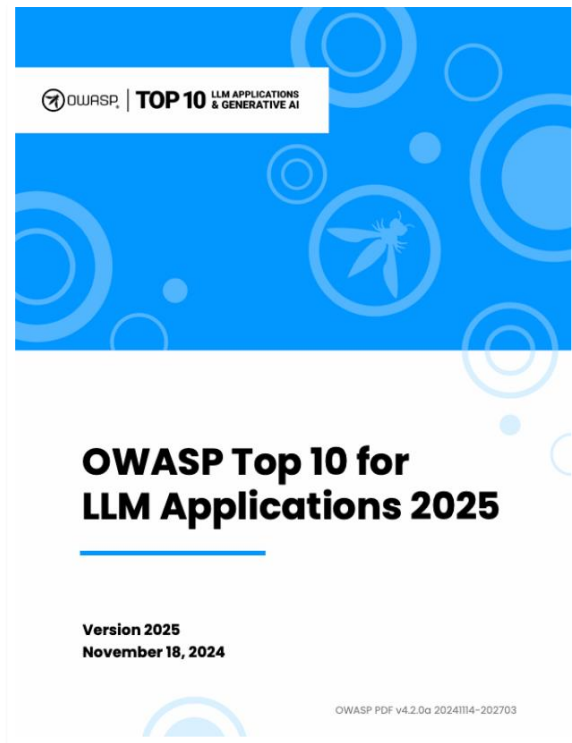 OWASP TOP 10 LLM APPLICATIONS
& GENERATIVE AI
OWASP Top 10 for
LLM Applications 2025
Version 2025
November 18, 2024
OWASP PDF v4.2.0a 20241114-202703